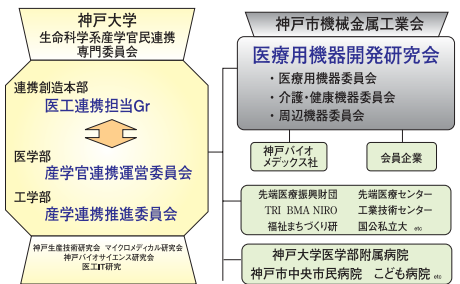 神戸大学
生命科学系産学官民連携
専門委員会
連携創造本部
医工連携担当Gr
医学部
産学官連携運営委員会
工学部
産学連携推進委員会
神戸生産技術研究会 マイクロメディカル研究会
神戸バイオサイエンス研究会
医工IT研究
神戸市機械金属工業会
医療用機器開発研究会
・医療用機器委員会
・介護・健康機器委員会
・周辺機器委員会
神戸バイオ
メデックス社
会員企業
先端医療振興財団 先端医療センター
TRI BMA NIRO 工業技術センター
福祉まちづくり研 国公私立大 etc
神戸大学医学部附属病院
神戸市中央市民病院 こども病院 etc